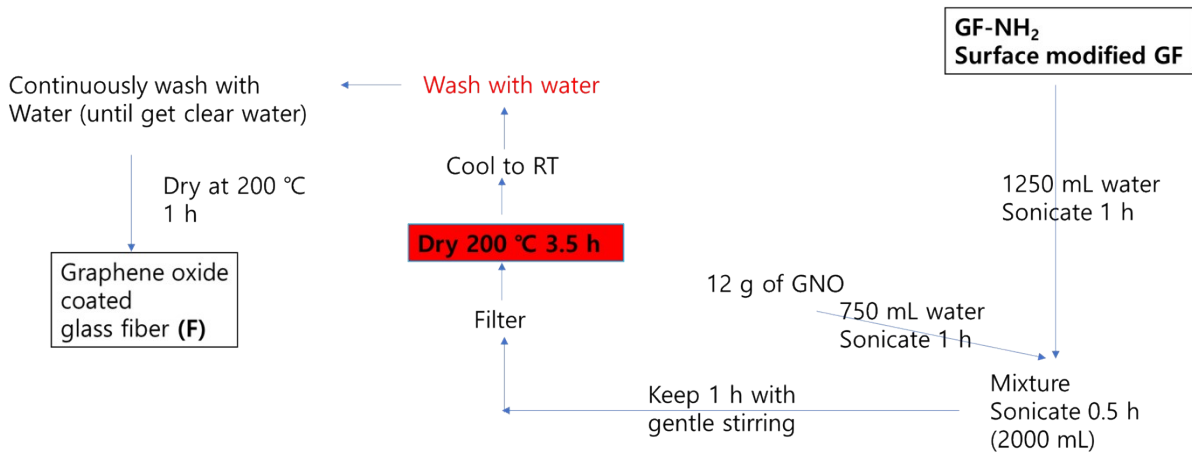 GF-NH₂
Surface modified GF
1250 mL water
Sonicate 1 h
12 g of GNO
750 mL water
Sonicate 1 h
Mixture
Sonicate 0.5 h
(2000 mL)
Keep 1 h with
gentle stirring
Filter
Dry 200 ℃ 3.5 h
Cool to RT
Wash with water
Continuously wash with
Water (until get clear water)
Dry at 200 ℃
1 h
Graphene oxide
coated
glass fiber (F)